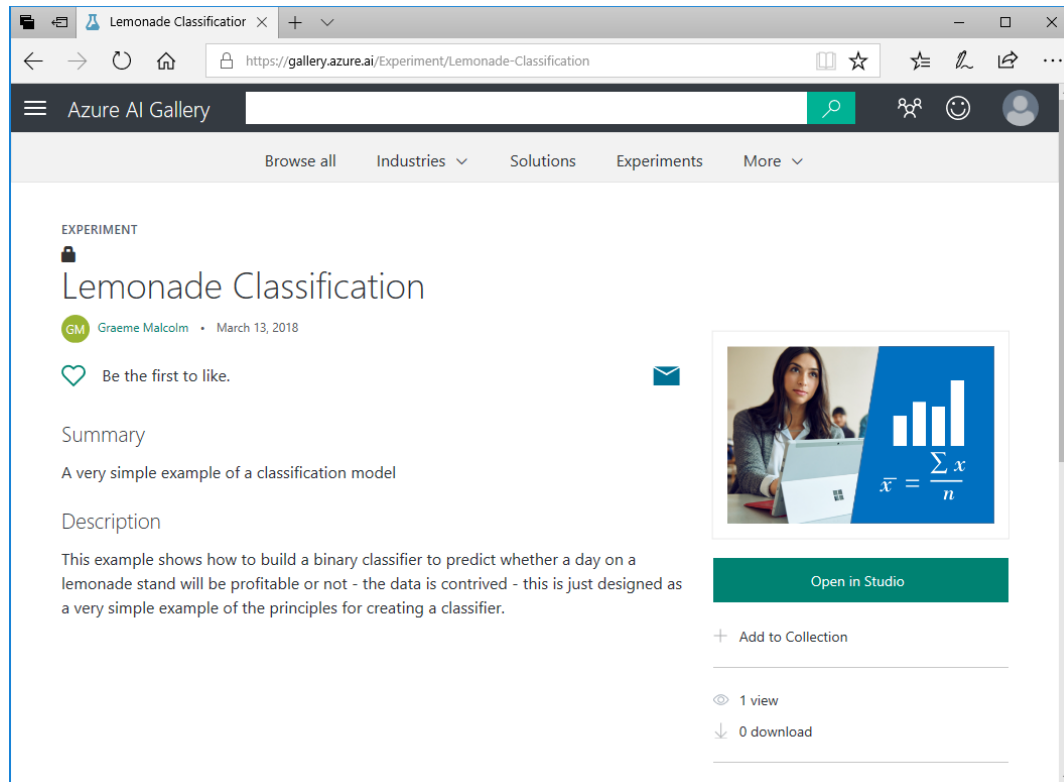 Lemonade Classification
https://gallery.azure.ai/Experiment/Lemonade-Classification
Azure AI Gallery
Browse all Industries Solutions Experiments More
EXPERIMENT
Lemonade Classification
GM Graeme Malcolm • March 13, 2018
Be the first to like.
Summary
A very simple example of a classification model
Description
This example shows how to build a binary classifier to predict whether a day on a
lemonade stand will be profitable or not - the data is contrived - this is just designed as
a very simple example of the principles for creating a classifier.
x̄ = ∑ x / n
Open in Studio
Add to Collection
1 view
0 download